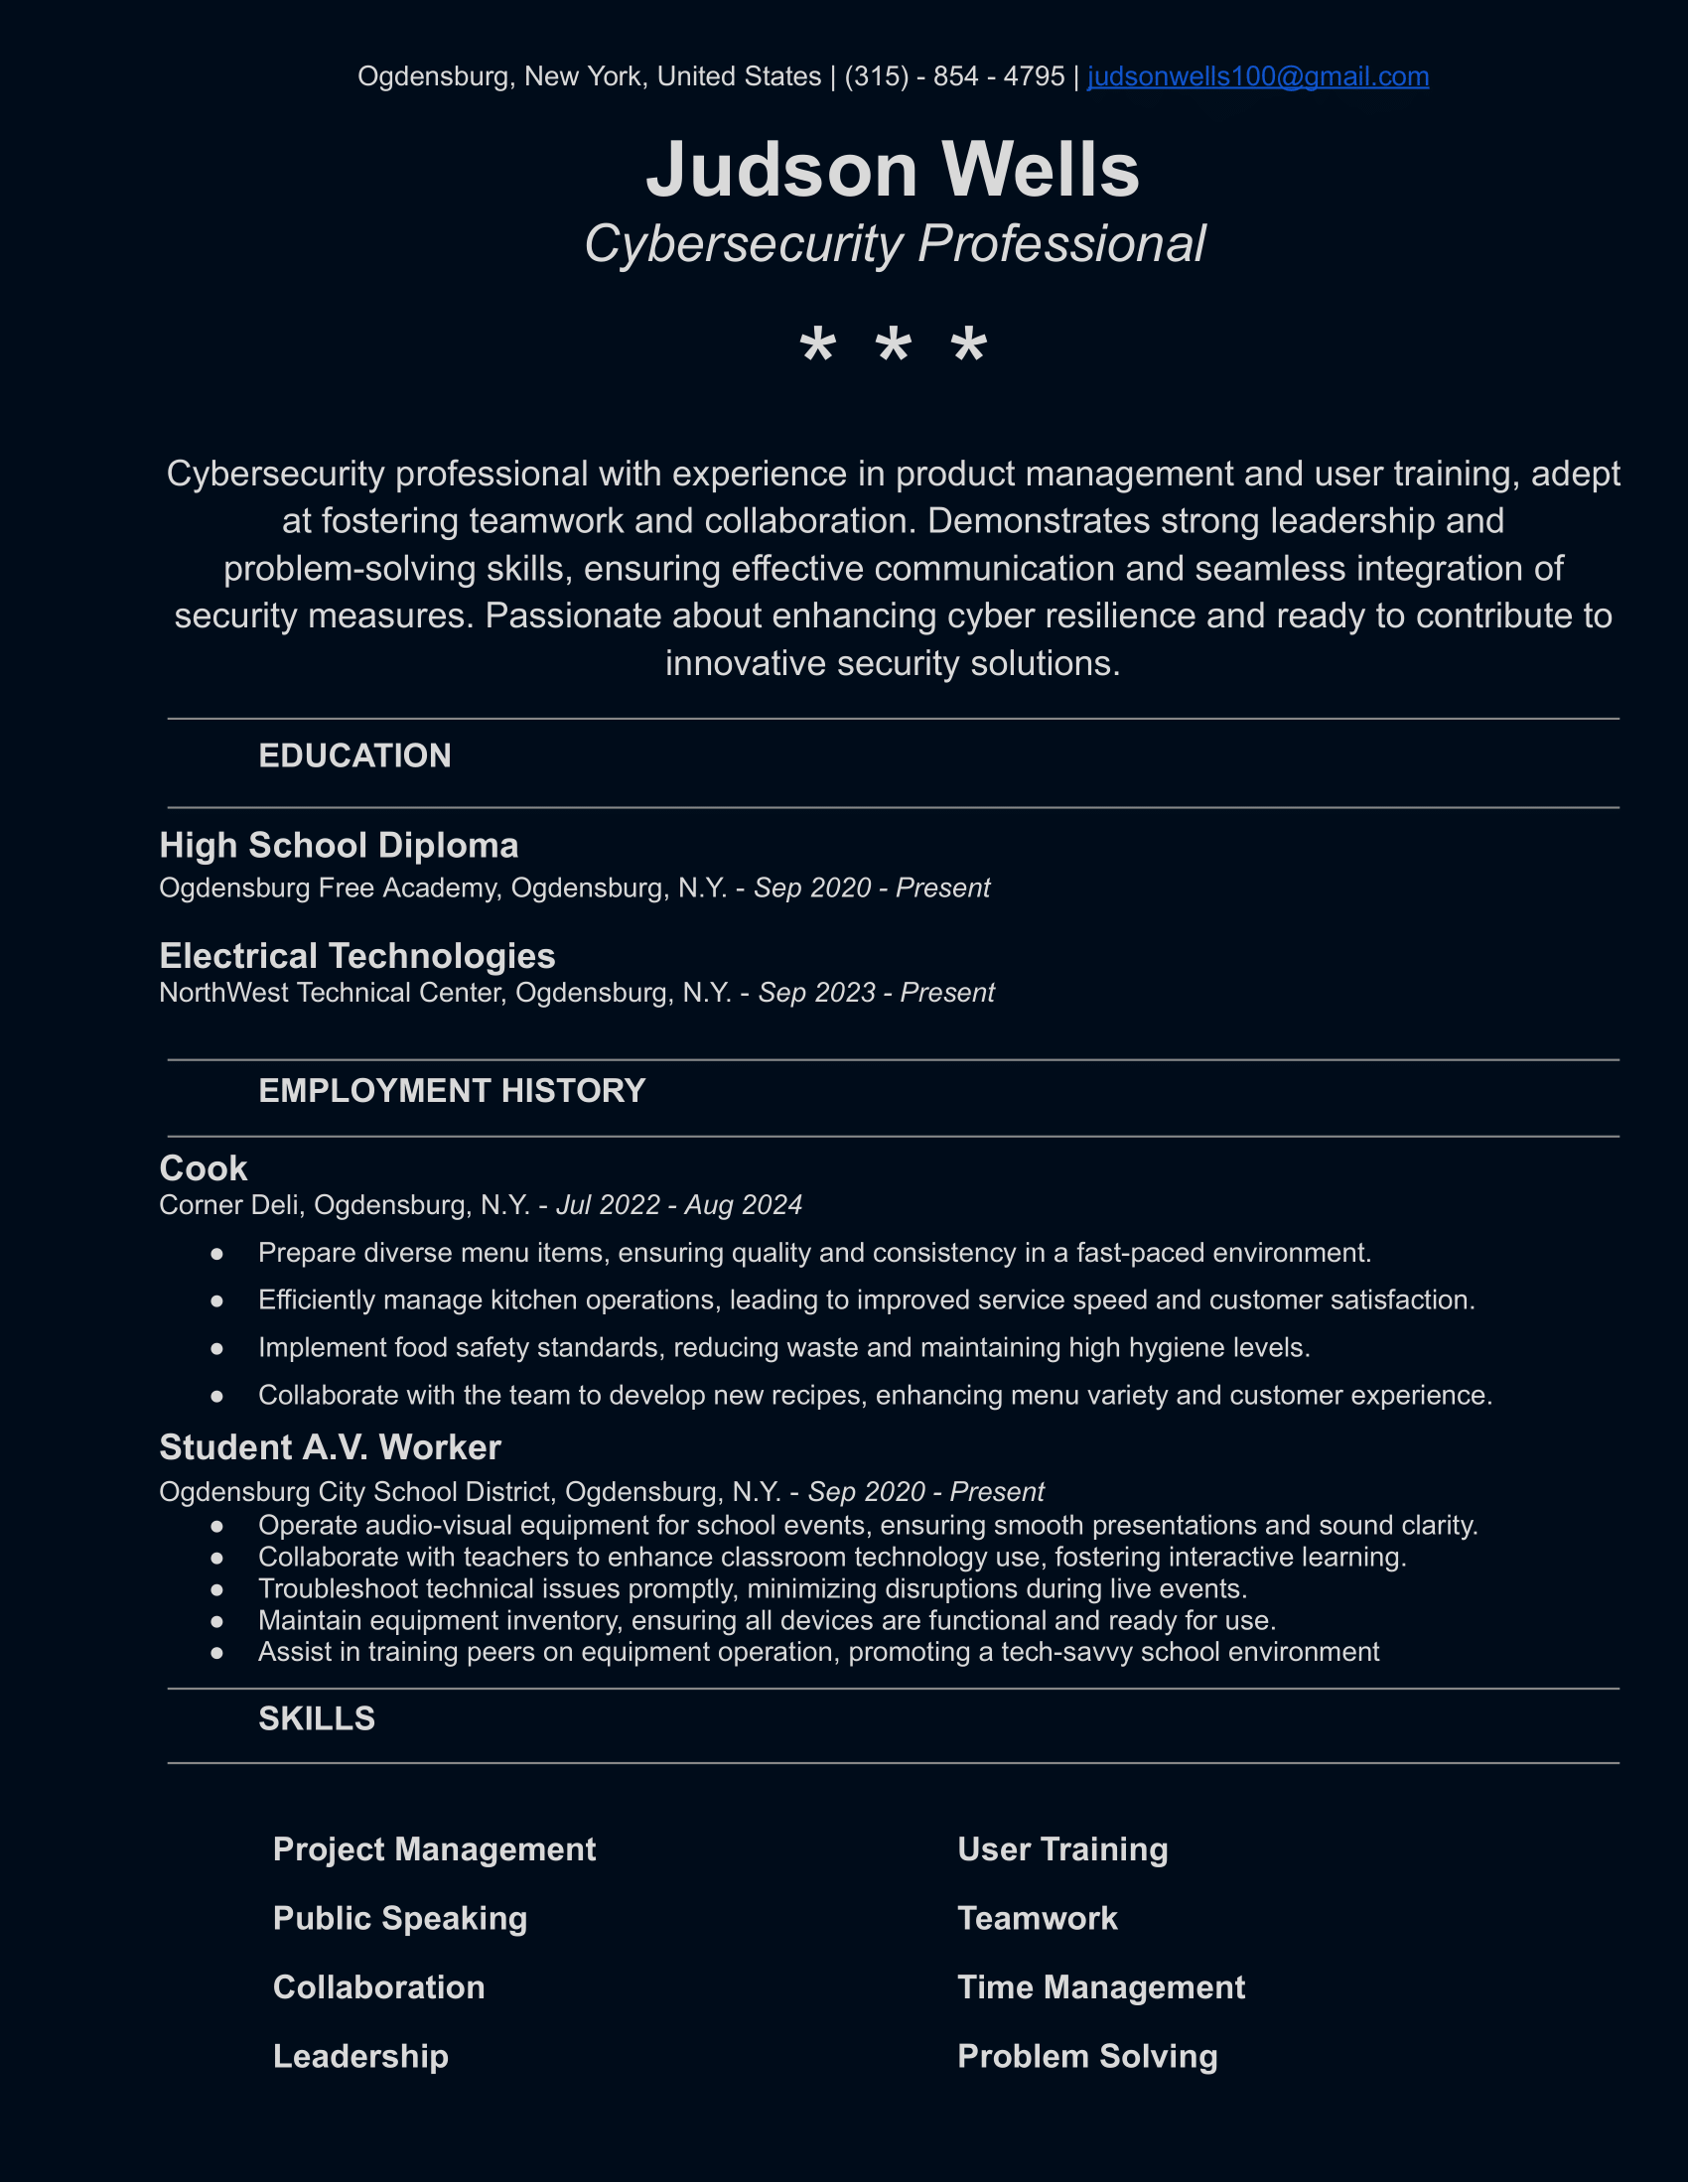 Ogdensburg, New York, United States | (315) - 854 - 4795 | judsonwells100@gmail.com
Judson Wells
Cybersecurity Professional
* * *
Cybersecurity professional with experience in product management and user training, adept
at fostering teamwork and collaboration. Demonstrates strong leadership and
problem-solving skills, ensuring effective communication and seamless integration of
security measures. Passionate about enhancing cyber resilience and ready to contribute to
innovative security solutions.
EDUCATION
High School Diploma
Ogdensburg Free Academy, Ogdensburg, N.Y. - Sep 2020 - Present
Electrical Technologies
NorthWest Technical Center, Ogdensburg, N.Y. - Sep 2023 - Present
EMPLOYMENT HISTORY
Cook
Corner Deli, Ogdensburg, N.Y. - Jul 2022 - Aug 2024
● Prepare diverse menu items, ensuring quality and consistency in a fast-paced environment.
● Efficiently manage kitchen operations, leading to improved service speed and customer satisfaction.
● Implement food safety standards, reducing waste and maintaining high hygiene levels.
● Collaborate with the team to develop new recipes, enhancing menu variety and customer experience.
Student A.V. Worker
Ogdensburg City School District, Ogdensburg, N.Y. - Sep 2020 - Present
● Operate audio-visual equipment for school events, ensuring smooth presentations and sound clarity.
● Collaborate with teachers to enhance classroom technology use, fostering interactive learning.
● Troubleshoot technical issues promptly, minimizing disruptions during live events.
● Maintain equipment inventory, ensuring all devices are functional and ready for use.
● Assist in training peers on equipment operation, promoting a tech-savvy school environment
SKILLS
Project Management
User Training
Public Speaking
Teamwork
Collaboration
Time Management
Leadership
Problem Solving